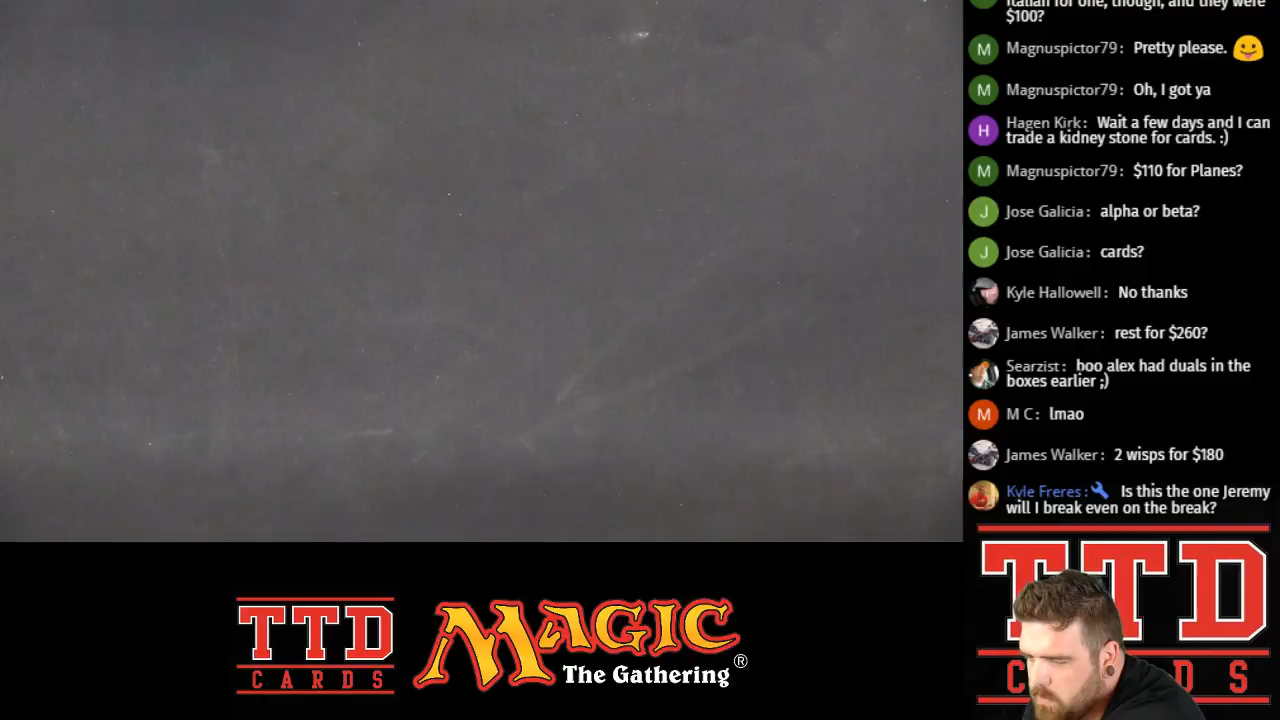 Italian for one, though, and they were
$100?
Magnuspictor79: Pretty please.
Magnuspictor79: Oh, I got ya
Hagen Kirk: Wait a few days and I can
trade a kidney stone for cards. :)
Magnuspictor79: $110 for Planes?
Jose Galicia: alpha or beta?
Jose Galicia: cards?
Kyle Hallowell: No thanks
James Walker: rest for $260?
Searzist: boo alex had duals in the
boxes earlier ;)
M C: lmao
James Walker: 2 wisps for $180
Kyle Freres: Is this the one Jeremy
will I break even on the break?
M
M
H
M
J
J
M
TTD
CARDS
MAGIC
The Gathering®
TTD
C DS